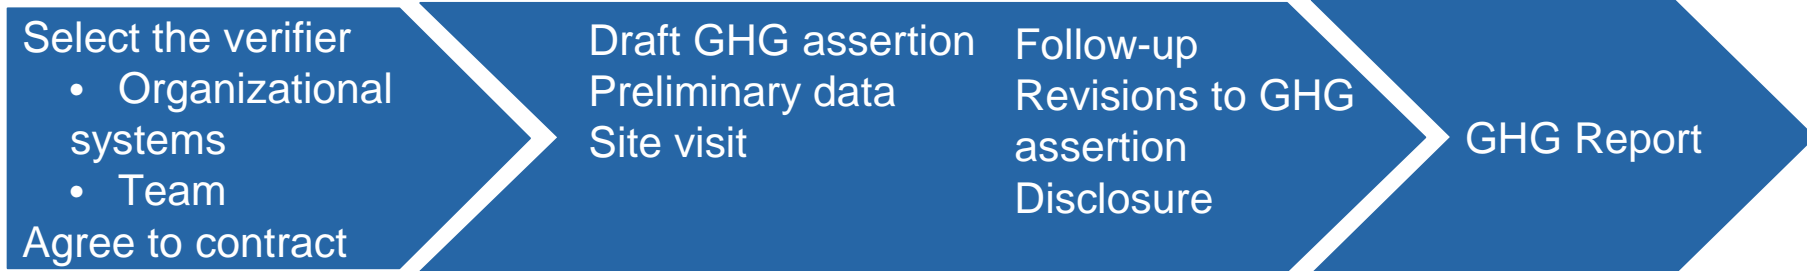 Select the verifier
• Organizational
systems
• Team
Agree to contract
Draft GHG assertion
Preliminary data
Site visit
Follow-up
Revisions to GHG
assertion
Disclosure
GHG Report